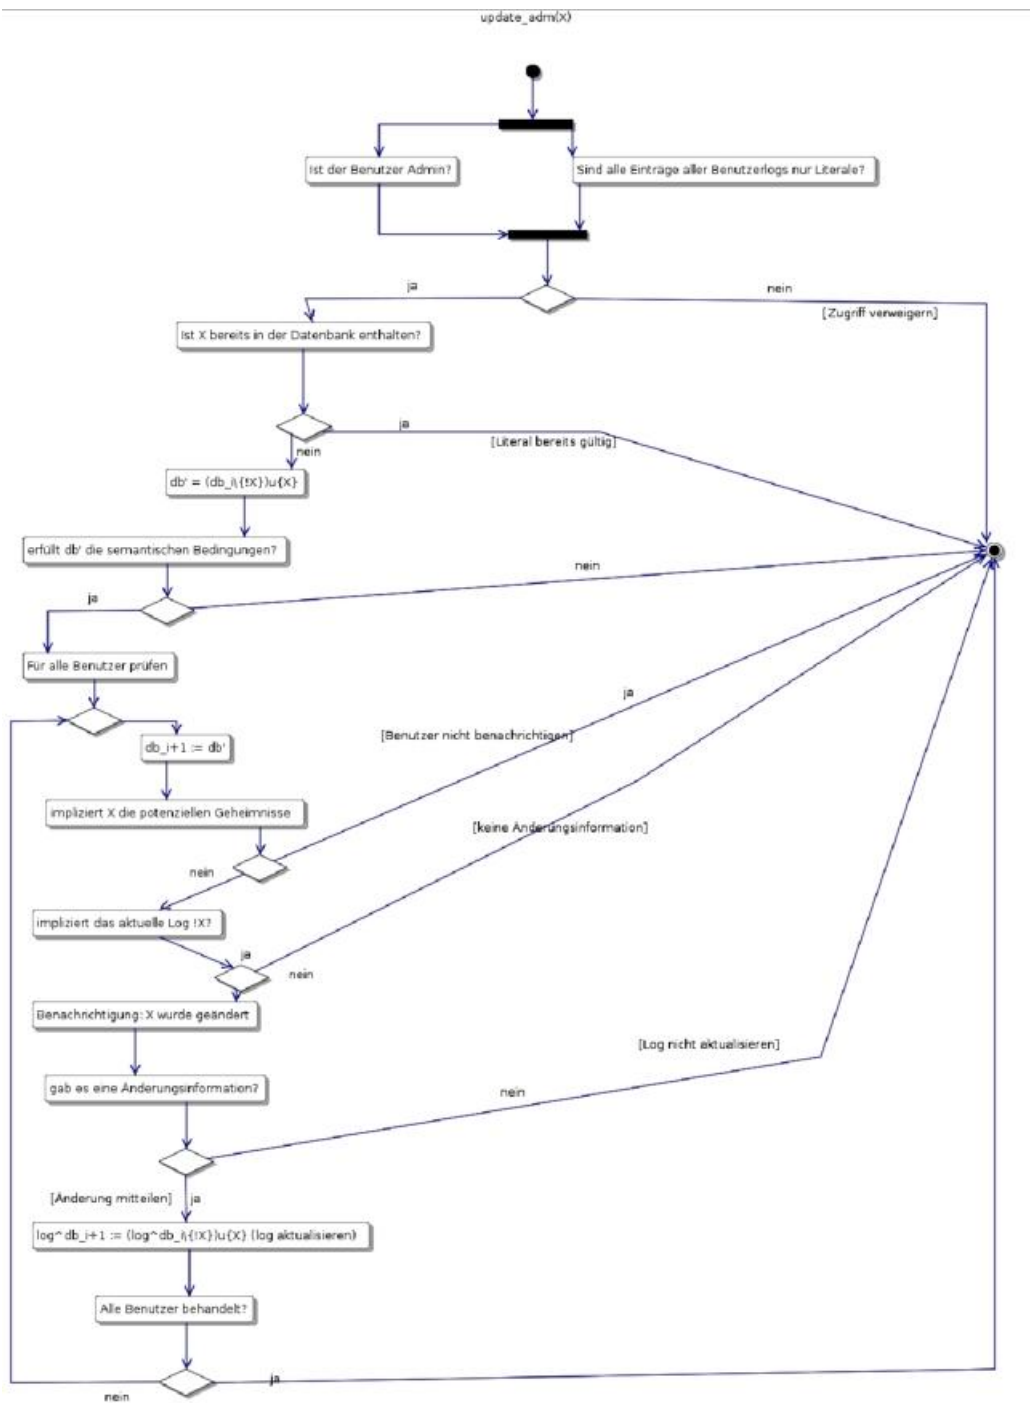 update_adm(X)
Ist der Benutzer Admin?
Sind alle Einträge aller Benutzerlogs nur Literale?
ja
nein
[Zugriff verweigern]
Ist X bereits in der Datenbank enthalten?
ja
[Literal bereits gültig]
nein
db' = (db_i\{!X})u{X}
erfüllt db' die semantischen Bedingungen?
nein
ja
Für alle Benutzer prüfen
ja
[Benutzer nicht benachrichtigen]
db_i+1 := db'
impliziert X die potenziellen Geheimnisse
[keine Änderungsinformation]
nein
impliziert das aktuelle Log !X?
ja
nein
Benachrichtigung: X wurde geändert
[Log nicht aktualisieren]
gab es eine Änderungsinformation?
nein
[Änderung mitteilen]
ja
log^db_i+1 := (log^db_i\{!X})u{X} (log aktualisieren)
Alle Benutzer behandelt?
ja
nein